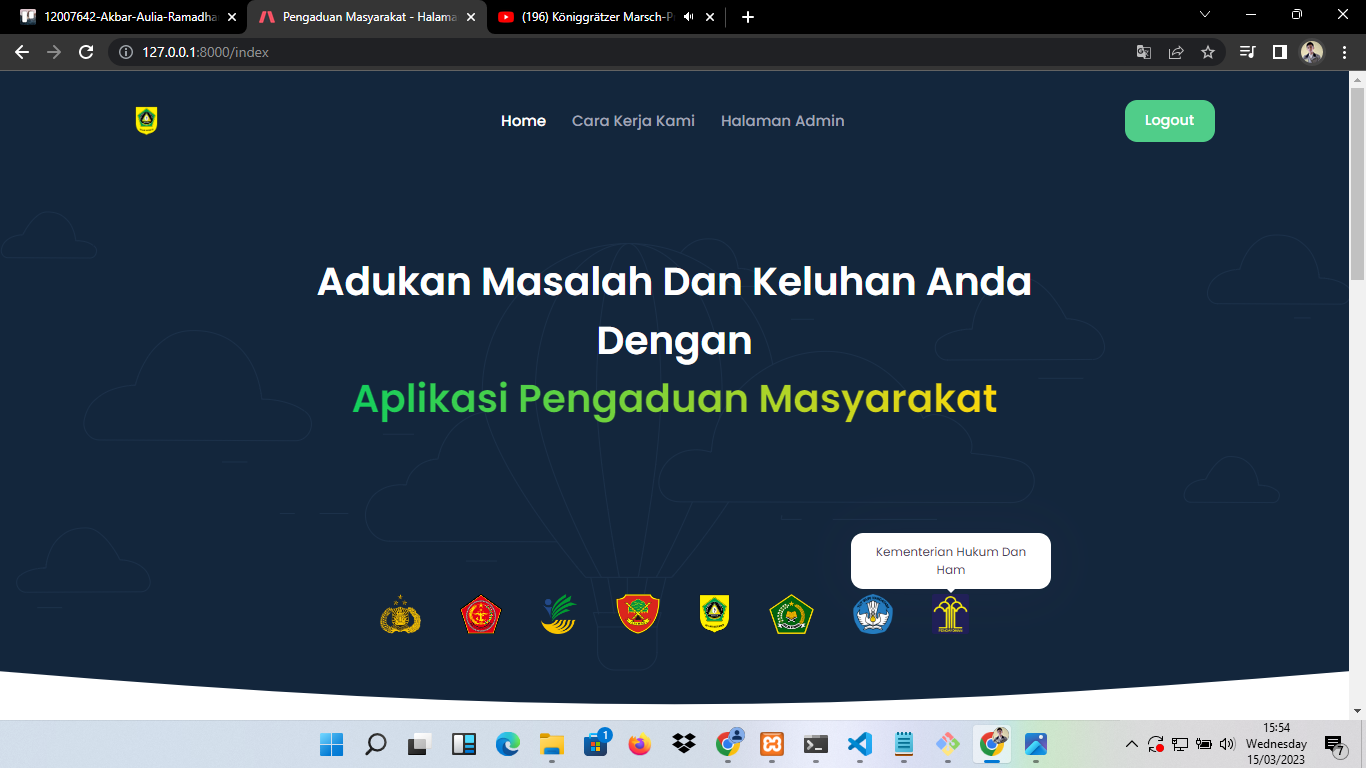 12007642-Akbar-Aulia-Ramadha
Pengaduan Masyarakat - Halama
(196) Königgrätzer Marsch-P
127.0.0.1:8000/index
Home
Cara Kerja Kami
Halaman Admin
Logout
Adukan Masalah Dan Keluhan Anda
Dengan
Aplikasi Pengaduan Masyarakat
Kementerian Hukum Dan
Ham
1
15:54
Wednesday
15/03/2023
7